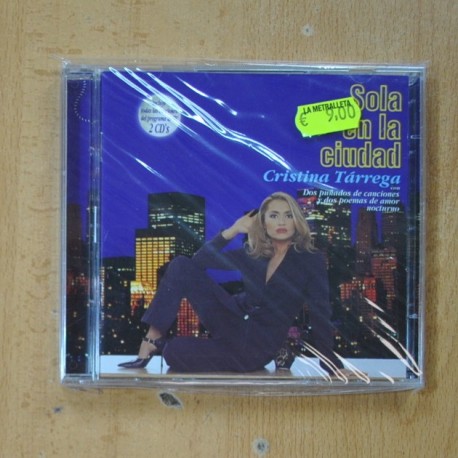 2 CD's
LA METRALLETA
€ 9,00
Sola
en la
ciudad
Cristina Tárrega
con
Dos puñados de canciones
y dos poemas de amor
nocturno